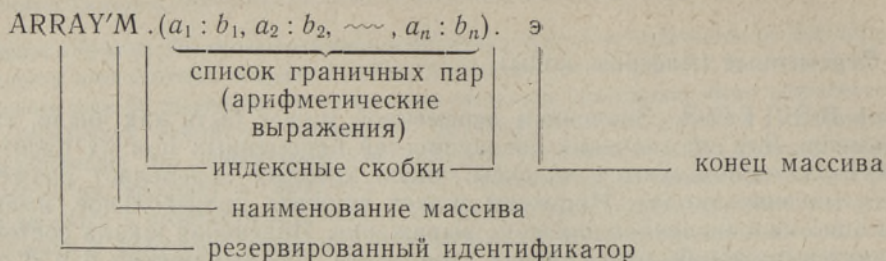 ARRAY′M .(a₁ : b₁, a₂ : b₂, ~~~ , aₙ : bₙ). э
список граничных пар
(арифметические
выражения)
индексные скобки
конец массива
наименование массива
резервированный идентификатор